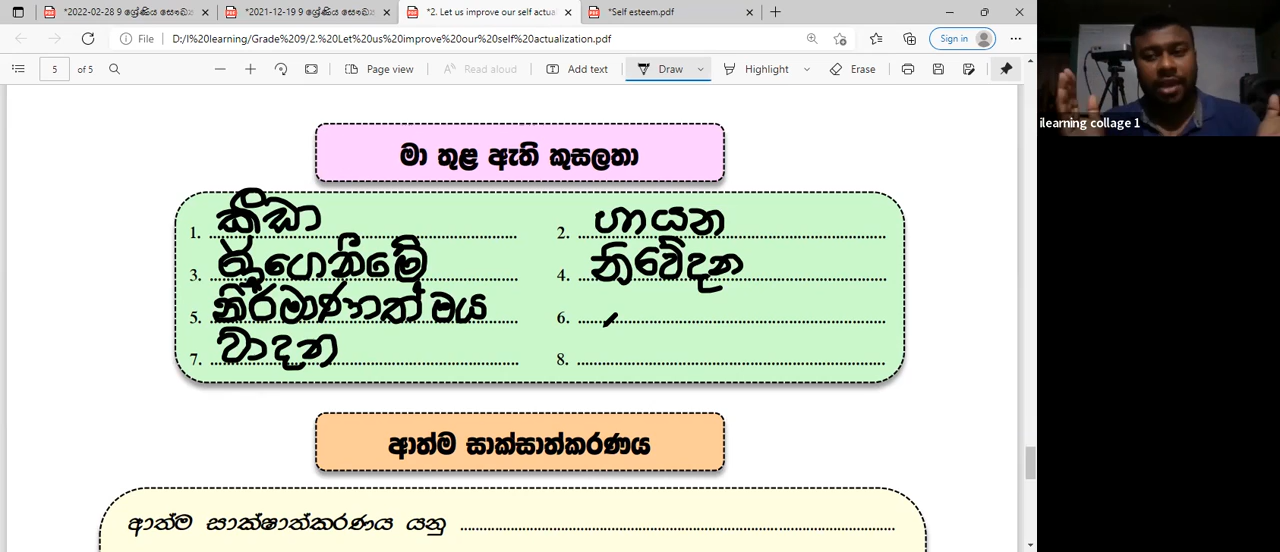 *2022-02-28 9 ශ්‍රේණිය සෞඛ්‍ය
*2021-12-19 9 ශ්‍රේණිය සෞඛ්‍ය
*2. Let us improve our self actua
*Self esteem.pdf
File D:/I%20learning/Grade%209/2.%20Let%20us%20improve%20our%20self%20actualization.pdf Sign in
5 of 5 Page view Read aloud Add text Draw Highlight Erase
ilearning collage 1
මා තුළ ඇති කුසලතා
1. ක්‍රීඩා 2. ගායන
3. රඟෙනීමේ 4. නිවේදන
5. නිර්මාණාත්මය 6.
7. වාදන 8.
ආත්ම සාක්සාත්කරණය
ආත්ම සාක්ෂාත්කරණය යනු